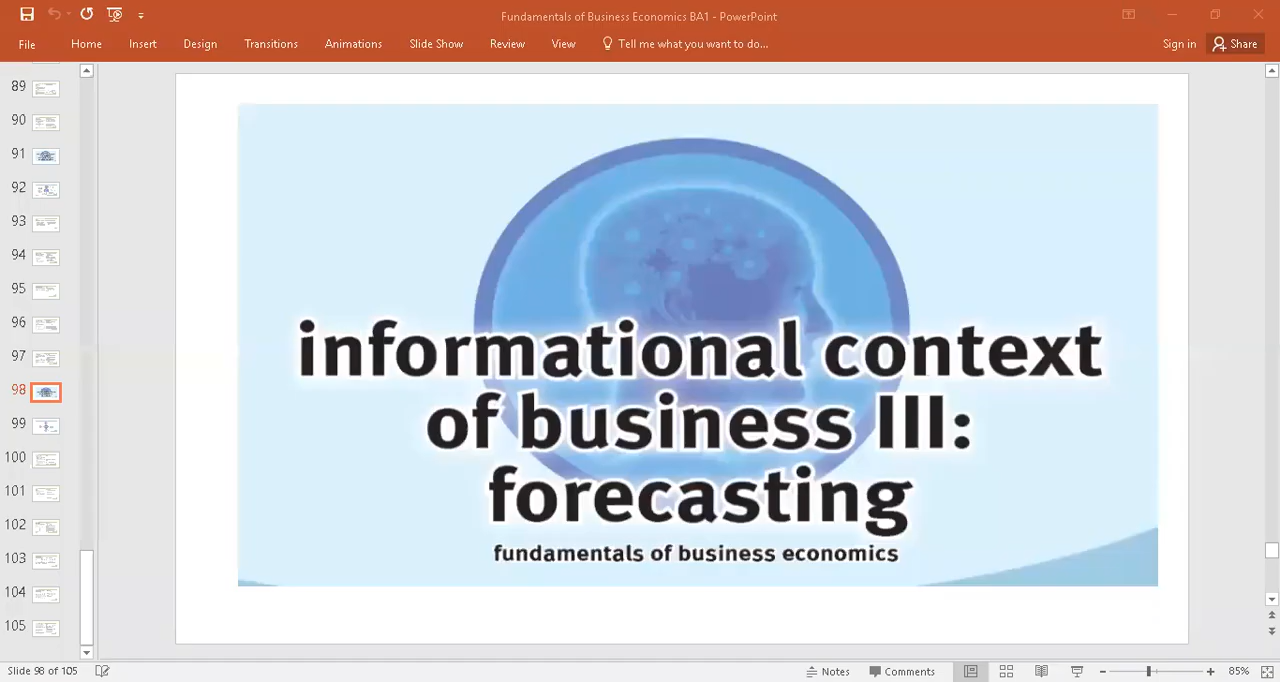 Fundamentals of Business Economics BA1 - PowerPoint
File Home Insert Design Transitions Animations Slide Show Review View Tell me what you want to do... Sign in Share
89
90
91
92
93
94
95
96
97
98
99
100
101
102
103
104
105
informational context
of business III:
forecasting
fundamentals of business economics
Slide 98 of 105 Notes Comments 85%